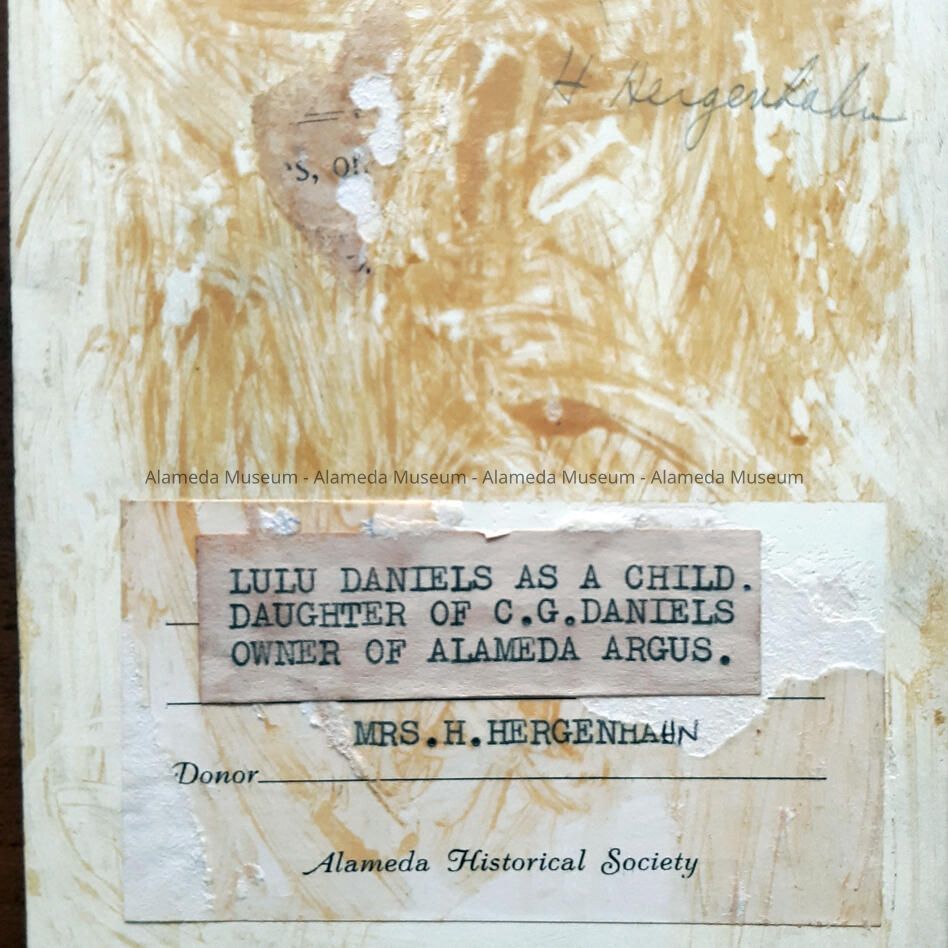 H Hergenhahn
s, Oh
Alameda Museum - Alameda Museum - Alameda Museum - Alameda Museum
LULU DANIELS AS A CHILD.
DAUGHTER OF C.G.DANIELS
OWNER OF ALAMEDA ARGUS.
MRS.H.HERGENHAHN
Donor
Alameda Historical Society